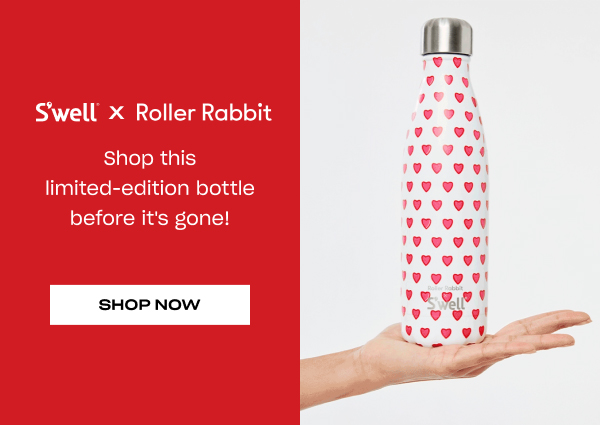 S'well® x Roller Rabbit
Shop this
limited-edition bottle
before it's gone!
SHOP NOW
Roller Rabbit
S'well